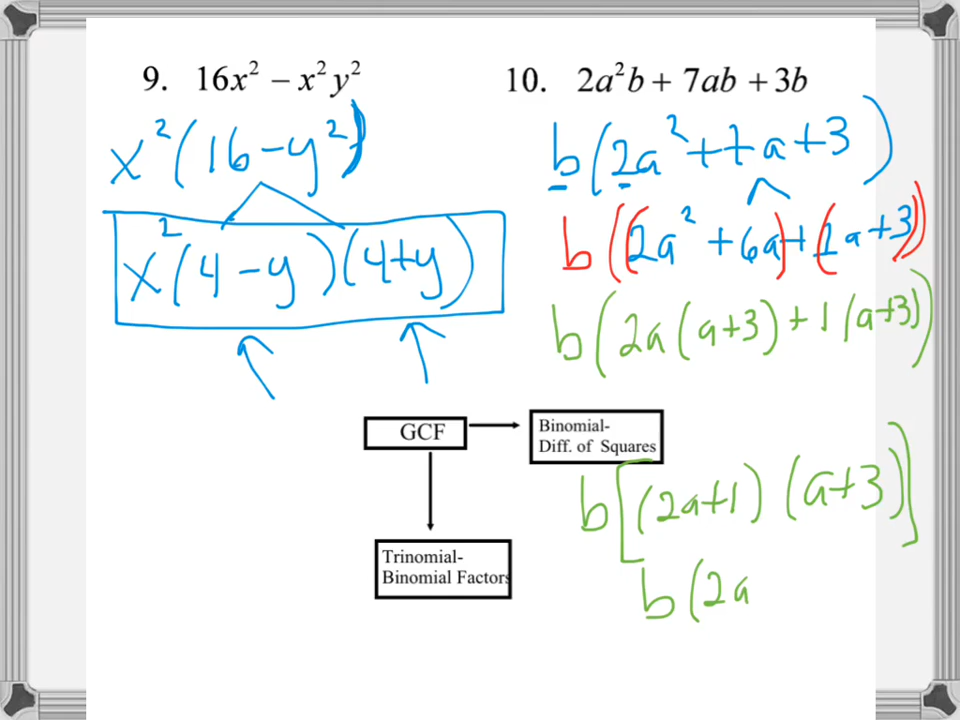 9. 16x² − x²y²
x²(16−y²)
x²(4−y)(4+y)
10. 2a²b + 7ab + 3b
b(2a²+7a+3)
b((2a²+6a)+(1a+3))
b(2a(a+3)+1(a+3))
GCF
Binomial-
Diff. of Squares
Trinomial-
Binomial Factors
b[(2a+1)(a+3)]
b(2a